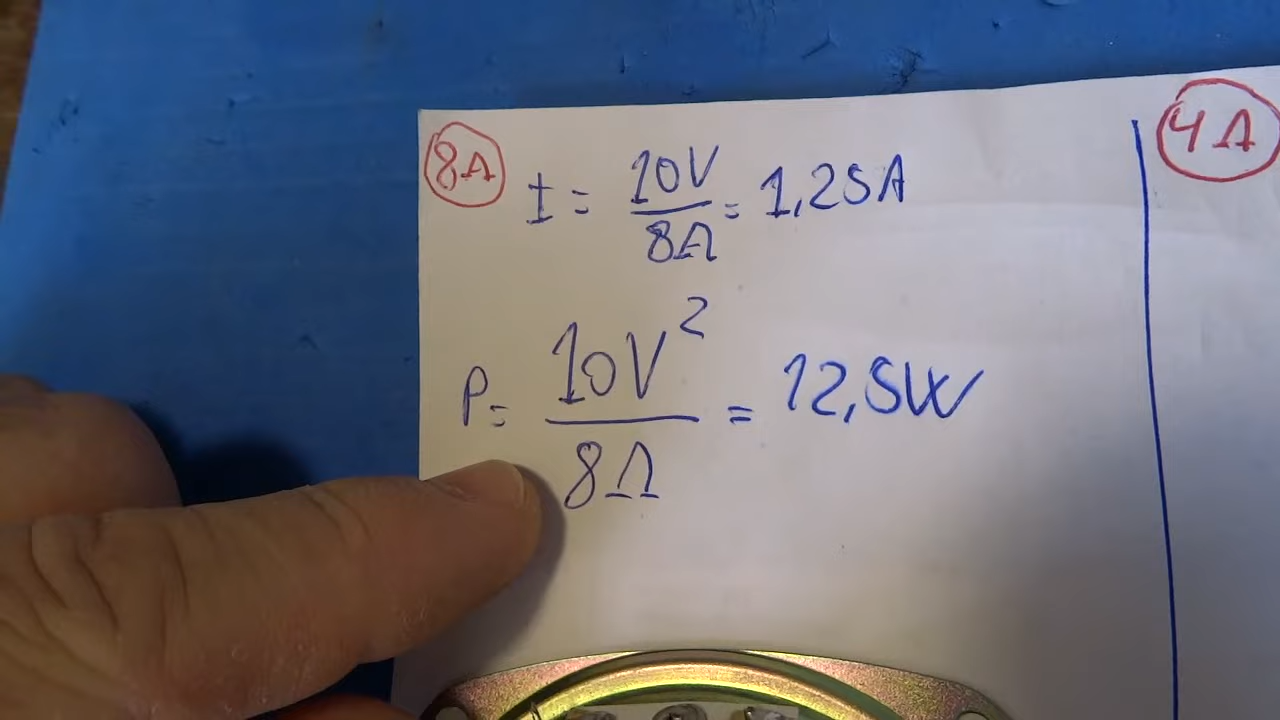 8Ω
I = 10V / 8Ω = 1,25A
P = 10V² / 8Ω = 12,5W
4Ω